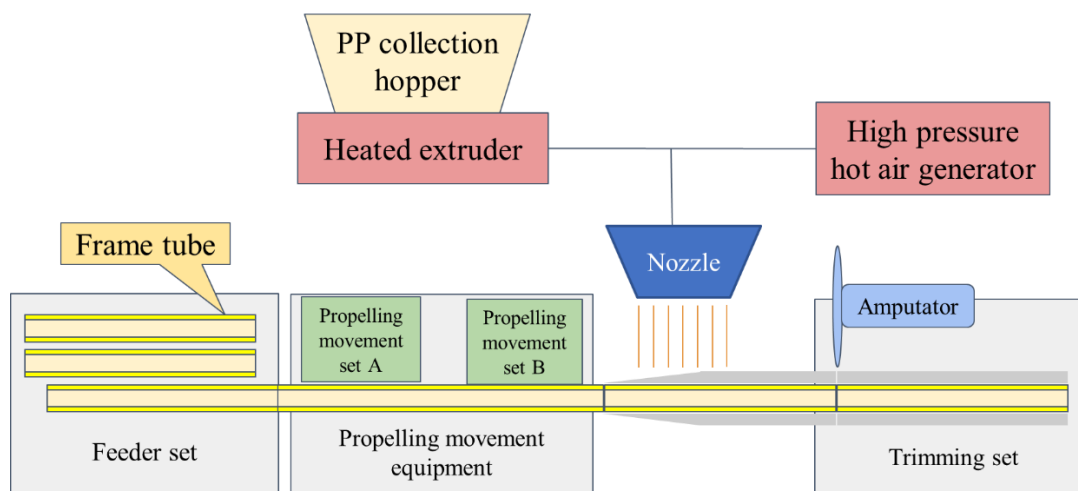 PP collection
hopper
Heated extruder
High pressure
hot air generator
Frame tube
Nozzle
Propelling
movement
set A
Propelling
movement
set B
Amputator
Feeder set
Propelling movement
equipment
Trimming set